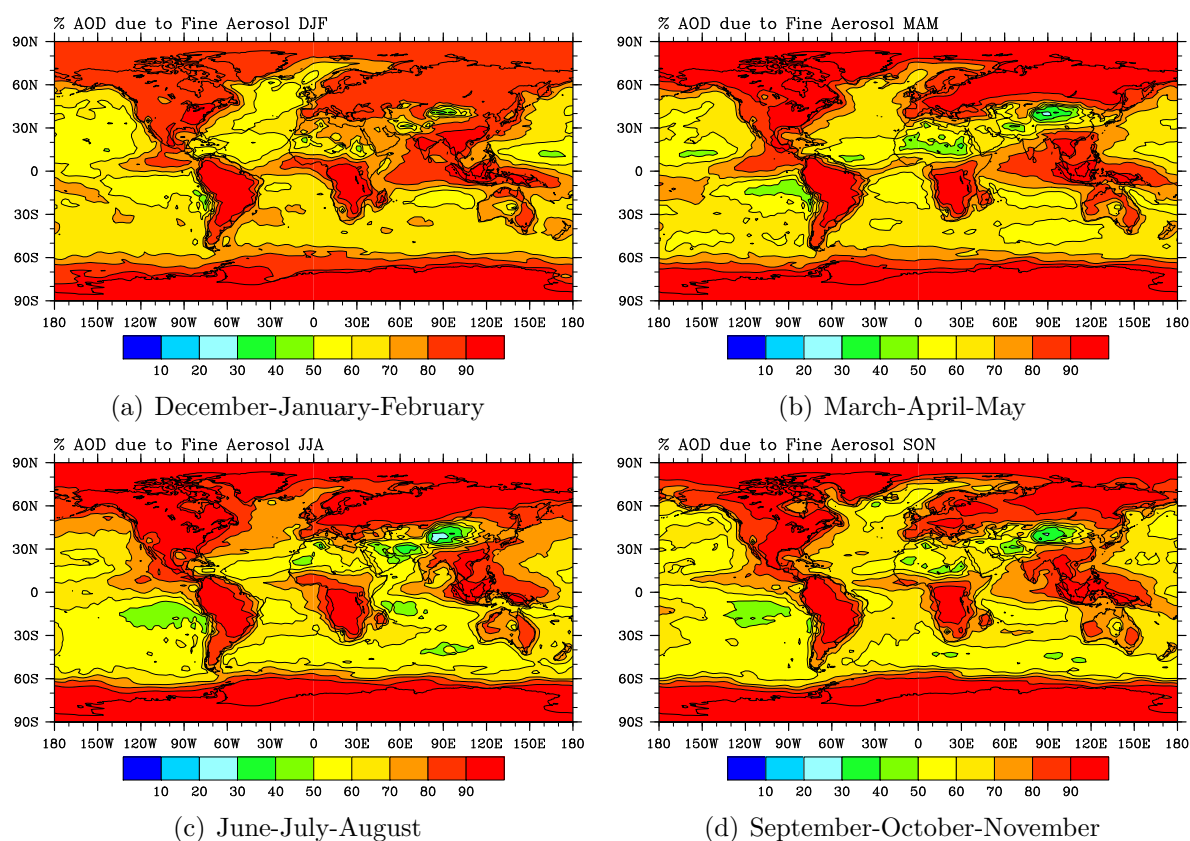 % AOD due to Fine Aerosol DJF
90N
60N
30N
0
30S
60S
90S
180 150W 120W 90W 60W 30W 0 30E 60E 90E 120E 150E 180
10 20 30 40 50 60 70 80 90
(a) December-January-February
% AOD due to Fine Aerosol MAM
90N
60N
30N
0
30S
60S
90S
180 150W 120W 90W 60W 30W 0 30E 60E 90E 120E 150E 180
10 20 30 40 50 60 70 80 90
(b) March-April-May
% AOD due to Fine Aerosol JJA
90N
60N
30N
0
30S
60S
90S
180 150W 120W 90W 60W 30W 0 30E 60E 90E 120E 150E 180
10 20 30 40 50 60 70 80 90
(c) June-July-August
% AOD due to Fine Aerosol SON
90N
60N
30N
0
30S
60S
90S
180 150W 120W 90W 60W 30W 0 30E 60E 90E 120E 150E 180
10 20 30 40 50 60 70 80 90
(d) September-October-November